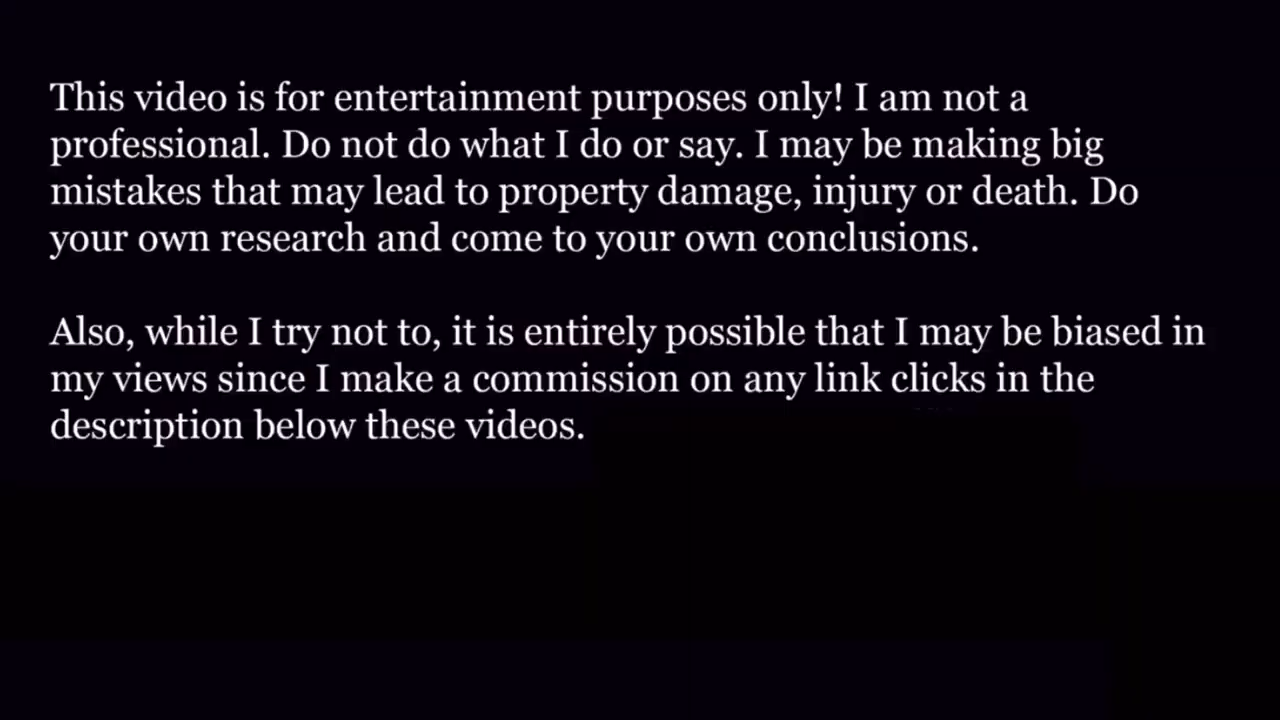 This video is for entertainment purposes only! I am not a
professional. Do not do what I do or say. I may be making big
mistakes that may lead to property damage, injury or death. Do
your own research and come to your own conclusions.
Also, while I try not to, it is entirely possible that I may be biased in
my views since I make a commission on any link clicks in the
description below these videos.